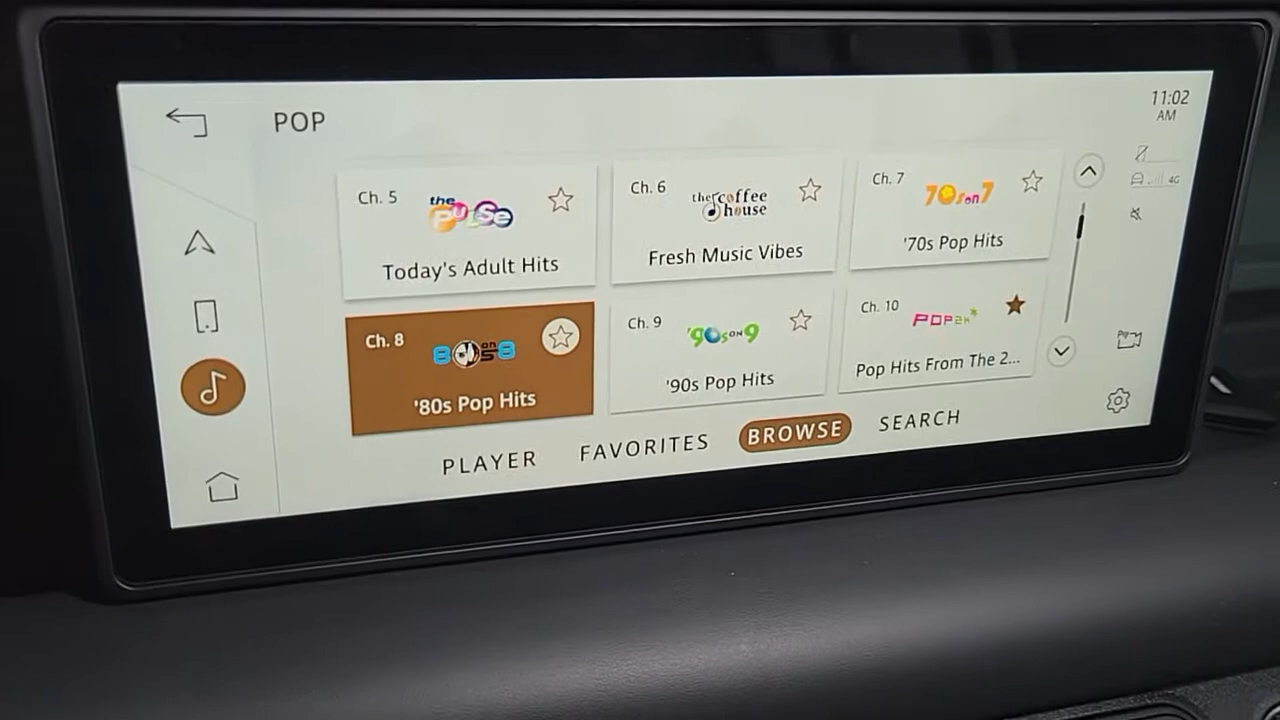 POP
11:02
AM
4G
Ch. 5
the
PULSE
Today's Adult Hits
Ch. 6
the coffee
house
Fresh Music Vibes
Ch. 7
70s on 7
'70s Pop Hits
Ch. 8
80s on 8
'80s Pop Hits
Ch. 9
'90s ON 9
'90s Pop Hits
Ch. 10
POP2K
Pop Hits From The 2...
PLAYER
FAVORITES
BROWSE
SEARCH